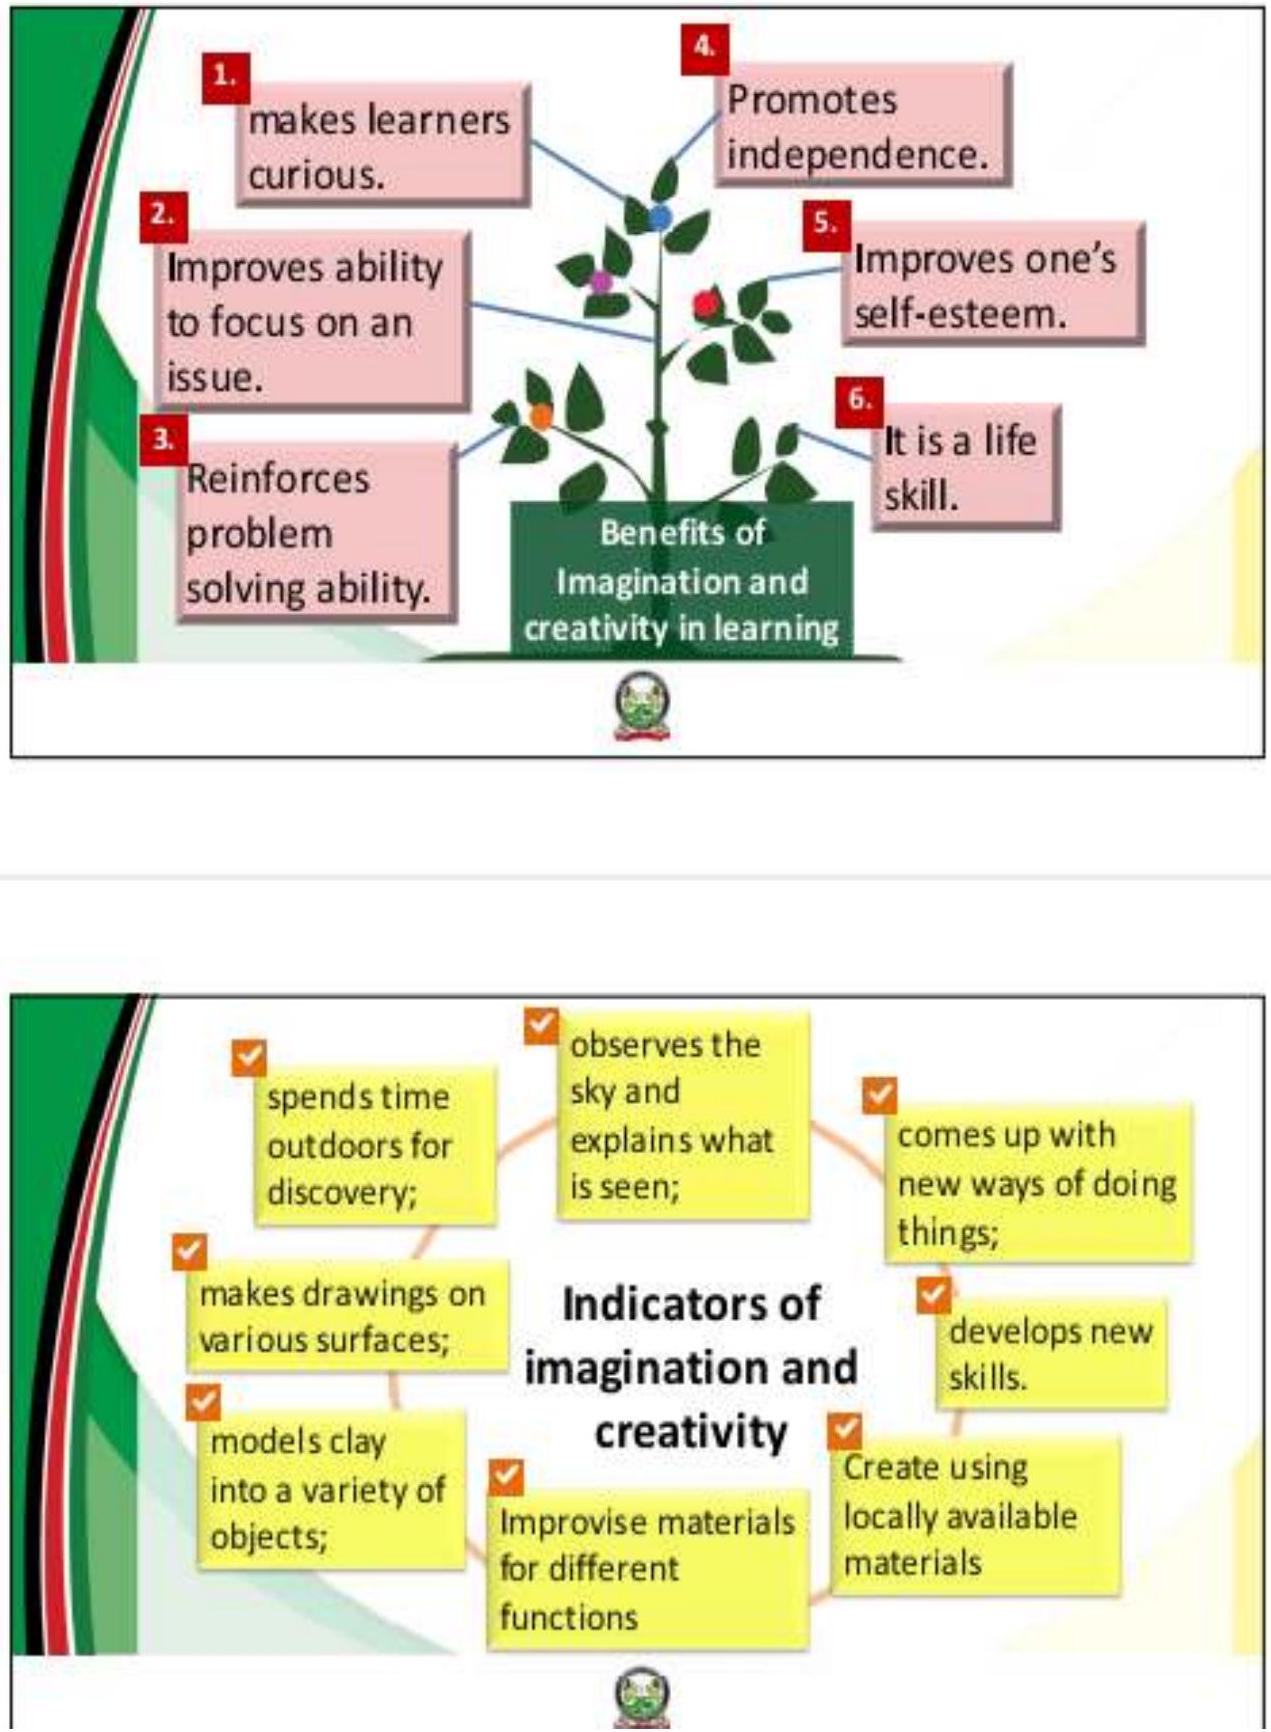 1.
makes learners
curious.
2.
Improves ability
to focus on an
issue.
3.
Reinforces
problem
solving ability.
4.
Promotes
independence.
5.
Improves one's
self-esteem.
6.
It is a life
skill.
Benefits of
Imagination and
creativity in learning
observes the
sky and
explains what
is seen;
spends time
outdoors for
discovery;
comes up with
new ways of doing
things;
makes drawings on
various surfaces;
Indicators of
imagination and
creativity
develops new
skills.
models clay
into a variety of
objects;
Improvise materials
for different
functions
Create using
locally available
materials